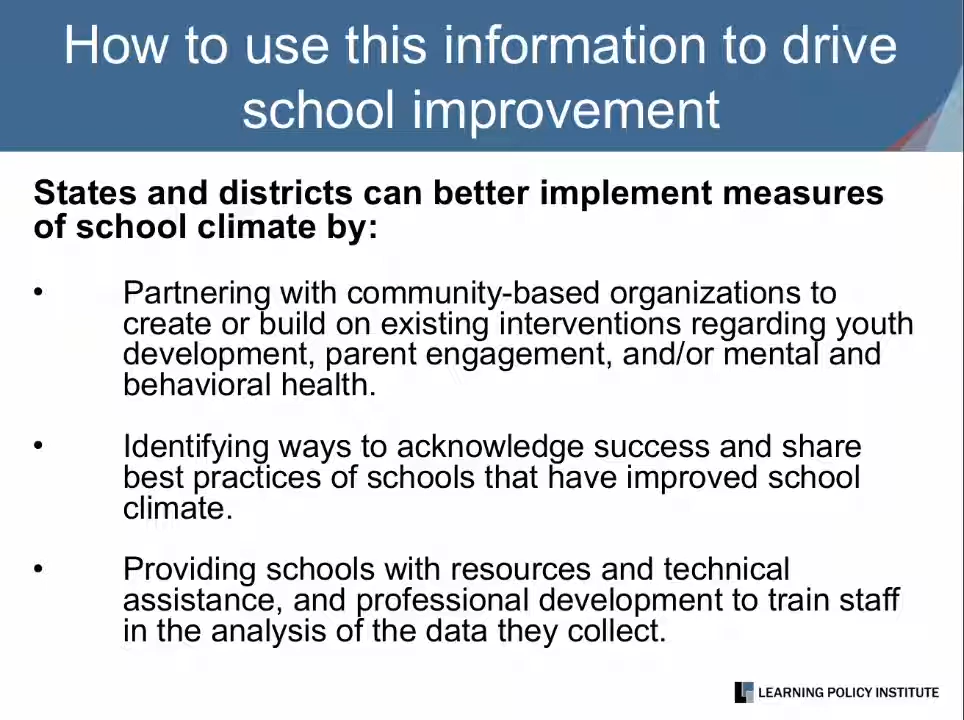 How to use this information to drive
school improvement
States and districts can better implement measures
of school climate by:
• Partnering with community-based organizations to
create or build on existing interventions regarding youth
development, parent engagement, and/or mental and
behavioral health.
• Identifying ways to acknowledge success and share
best practices of schools that have improved school
climate.
• Providing schools with resources and technical
assistance, and professional development to train staff
in the analysis of the data they collect.
LEARNING POLICY INSTITUTE